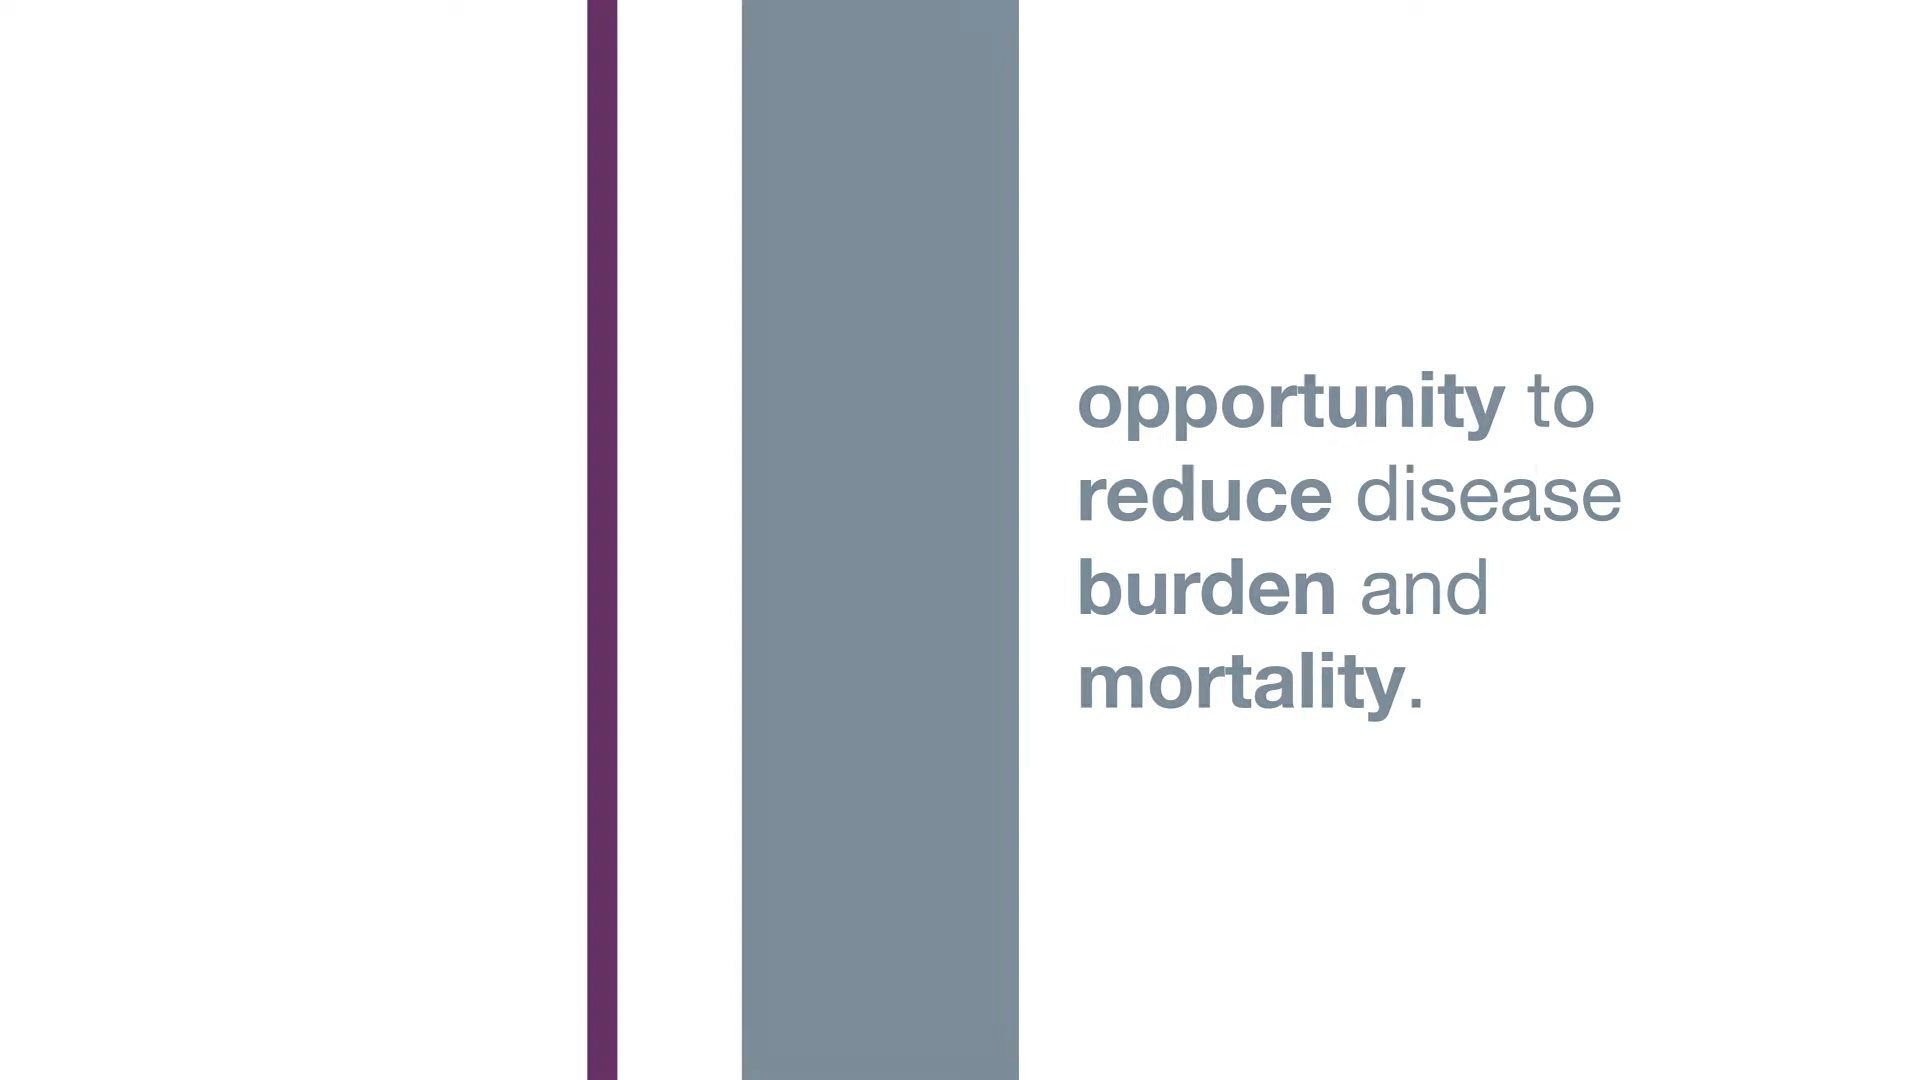 opportunity to
reduce disease
burden and
mortality.